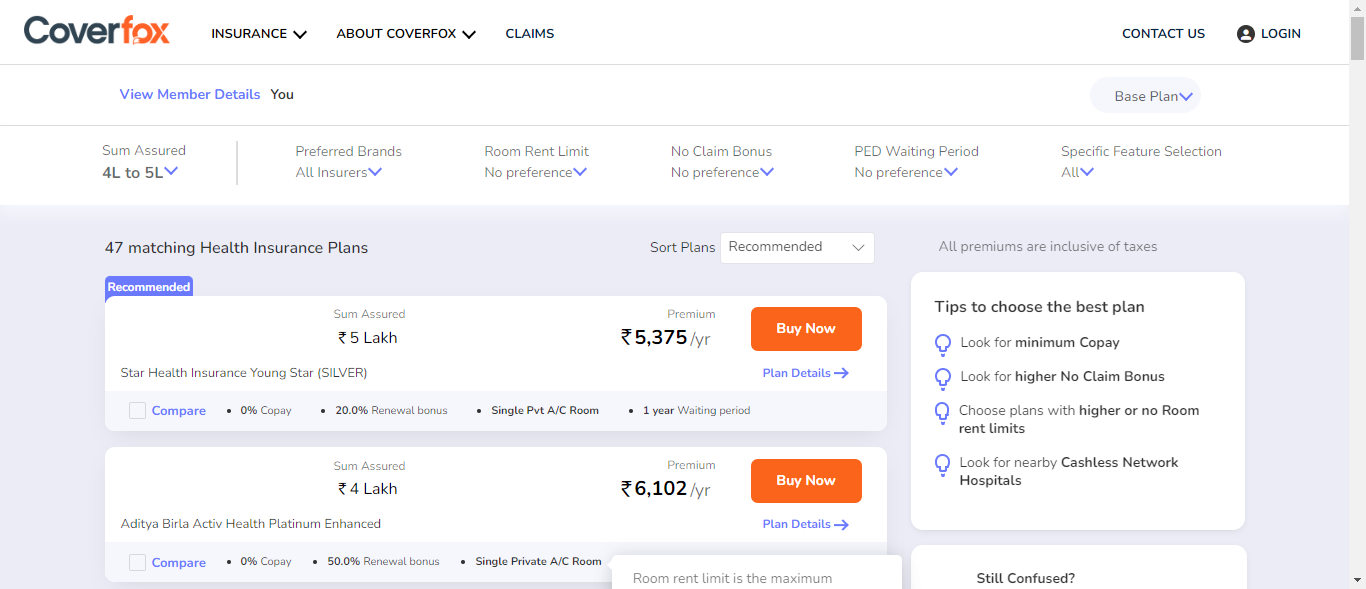 Coverfox INSURANCE ABOUT COVERFOX CLAIMS CONTACT US LOGIN
View Member Details You Base Plan
Sum Assured Preferred Brands Room Rent Limit No Claim Bonus PED Waiting Period Specific Feature Selection
4L to 5L All Insurers No preference No preference No preference All
47 matching Health Insurance Plans Sort Plans Recommended All premiums are inclusive of taxes
Recommended
Sum Assured Premium
₹ 5 Lakh ₹ 5,375 /yr Buy Now
Star Health Insurance Young Star (SILVER) Plan Details
Compare • 0% Copay • 20.0% Renewal bonus • Single Pvt A/C Room • 1 year Waiting period
Sum Assured Premium
₹ 4 Lakh ₹ 6,102 /yr Buy Now
Aditya Birla Activ Health Platinum Enhanced Plan Details
Compare • 0% Copay • 50.0% Renewal bonus • Single Private A/C Room
Room rent limit is the maximum
Tips to choose the best plan
Look for minimum Copay
Look for higher No Claim Bonus
Choose plans with higher or no Room
rent limits
Look for nearby Cashless Network
Hospitals
Still Confused?